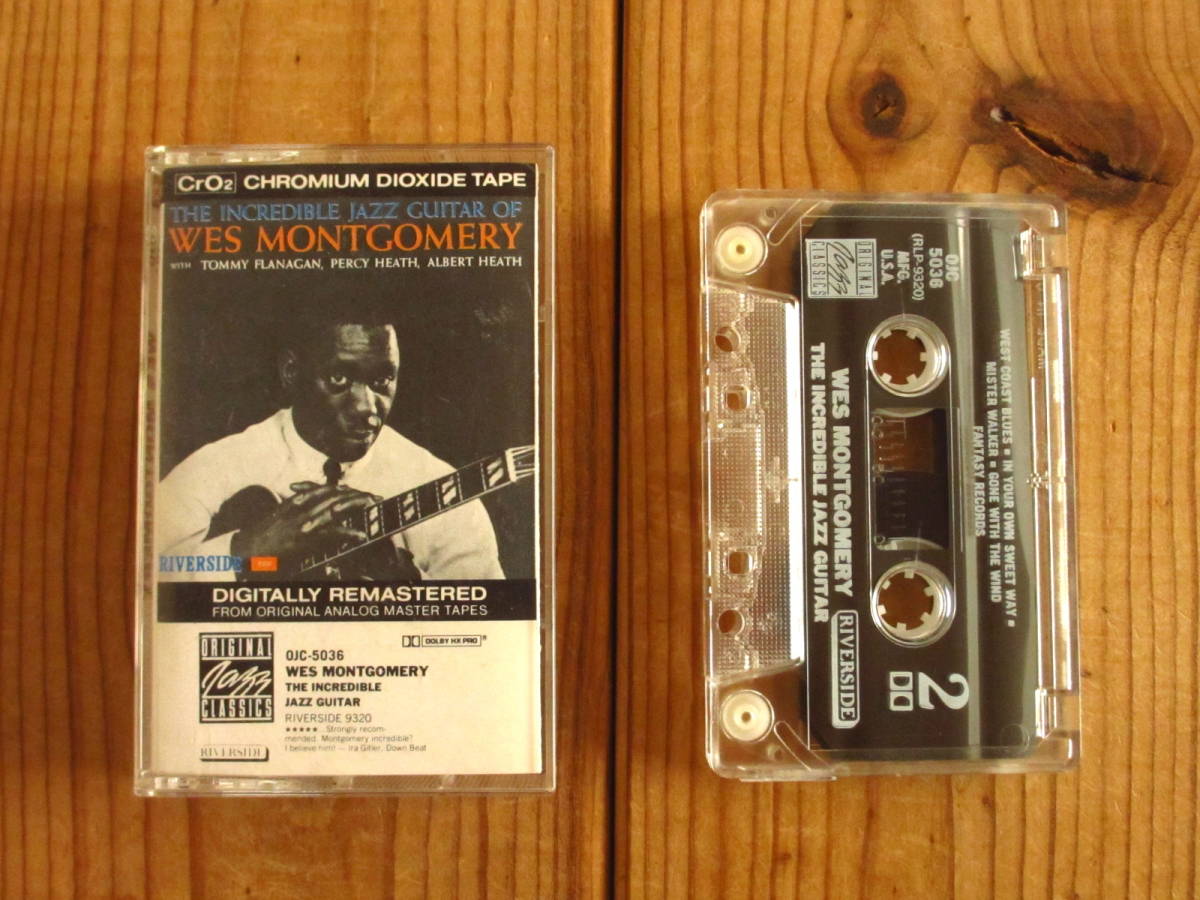 CrO2 CHROMIUM DIOXIDE TAPE
THE INCREDIBLE JAZZ GUITAR OF
WES MONTGOMERY
WITH TOMMY FLANAGAN, PERCY HEATH, ALBERT HEATH
RIVERSIDE
DIGITALLY REMASTERED
FROM ORIGINAL ANALOG MASTER TAPES
ORIGINAL
Jazz
CLASSICS
RIVERSIDE
DOLBY HX PRO
OJC-5036
WES MONTGOMERY
THE INCREDIBLE
JAZZ GUITAR
RIVERSIDE 9320
★★★★★...Strongly recom-
mended. Montgomery incredible?
I believe him! — Ira Gitler, Down Beat
OJC
5036
(RLP-9320)
MFG.
U.S.A.
ORIGINAL
Jazz
CLASSICS
WEST COAST BLUES ▪ IN YOUR OWN SWEET WAY ▪
MISTER WALKER ▪ GONE WITH THE WIND
FANTASY RECORDS
WES MONTGOMERY
THE INCREDIBLE JAZZ GUITAR
RIVERSIDE
2